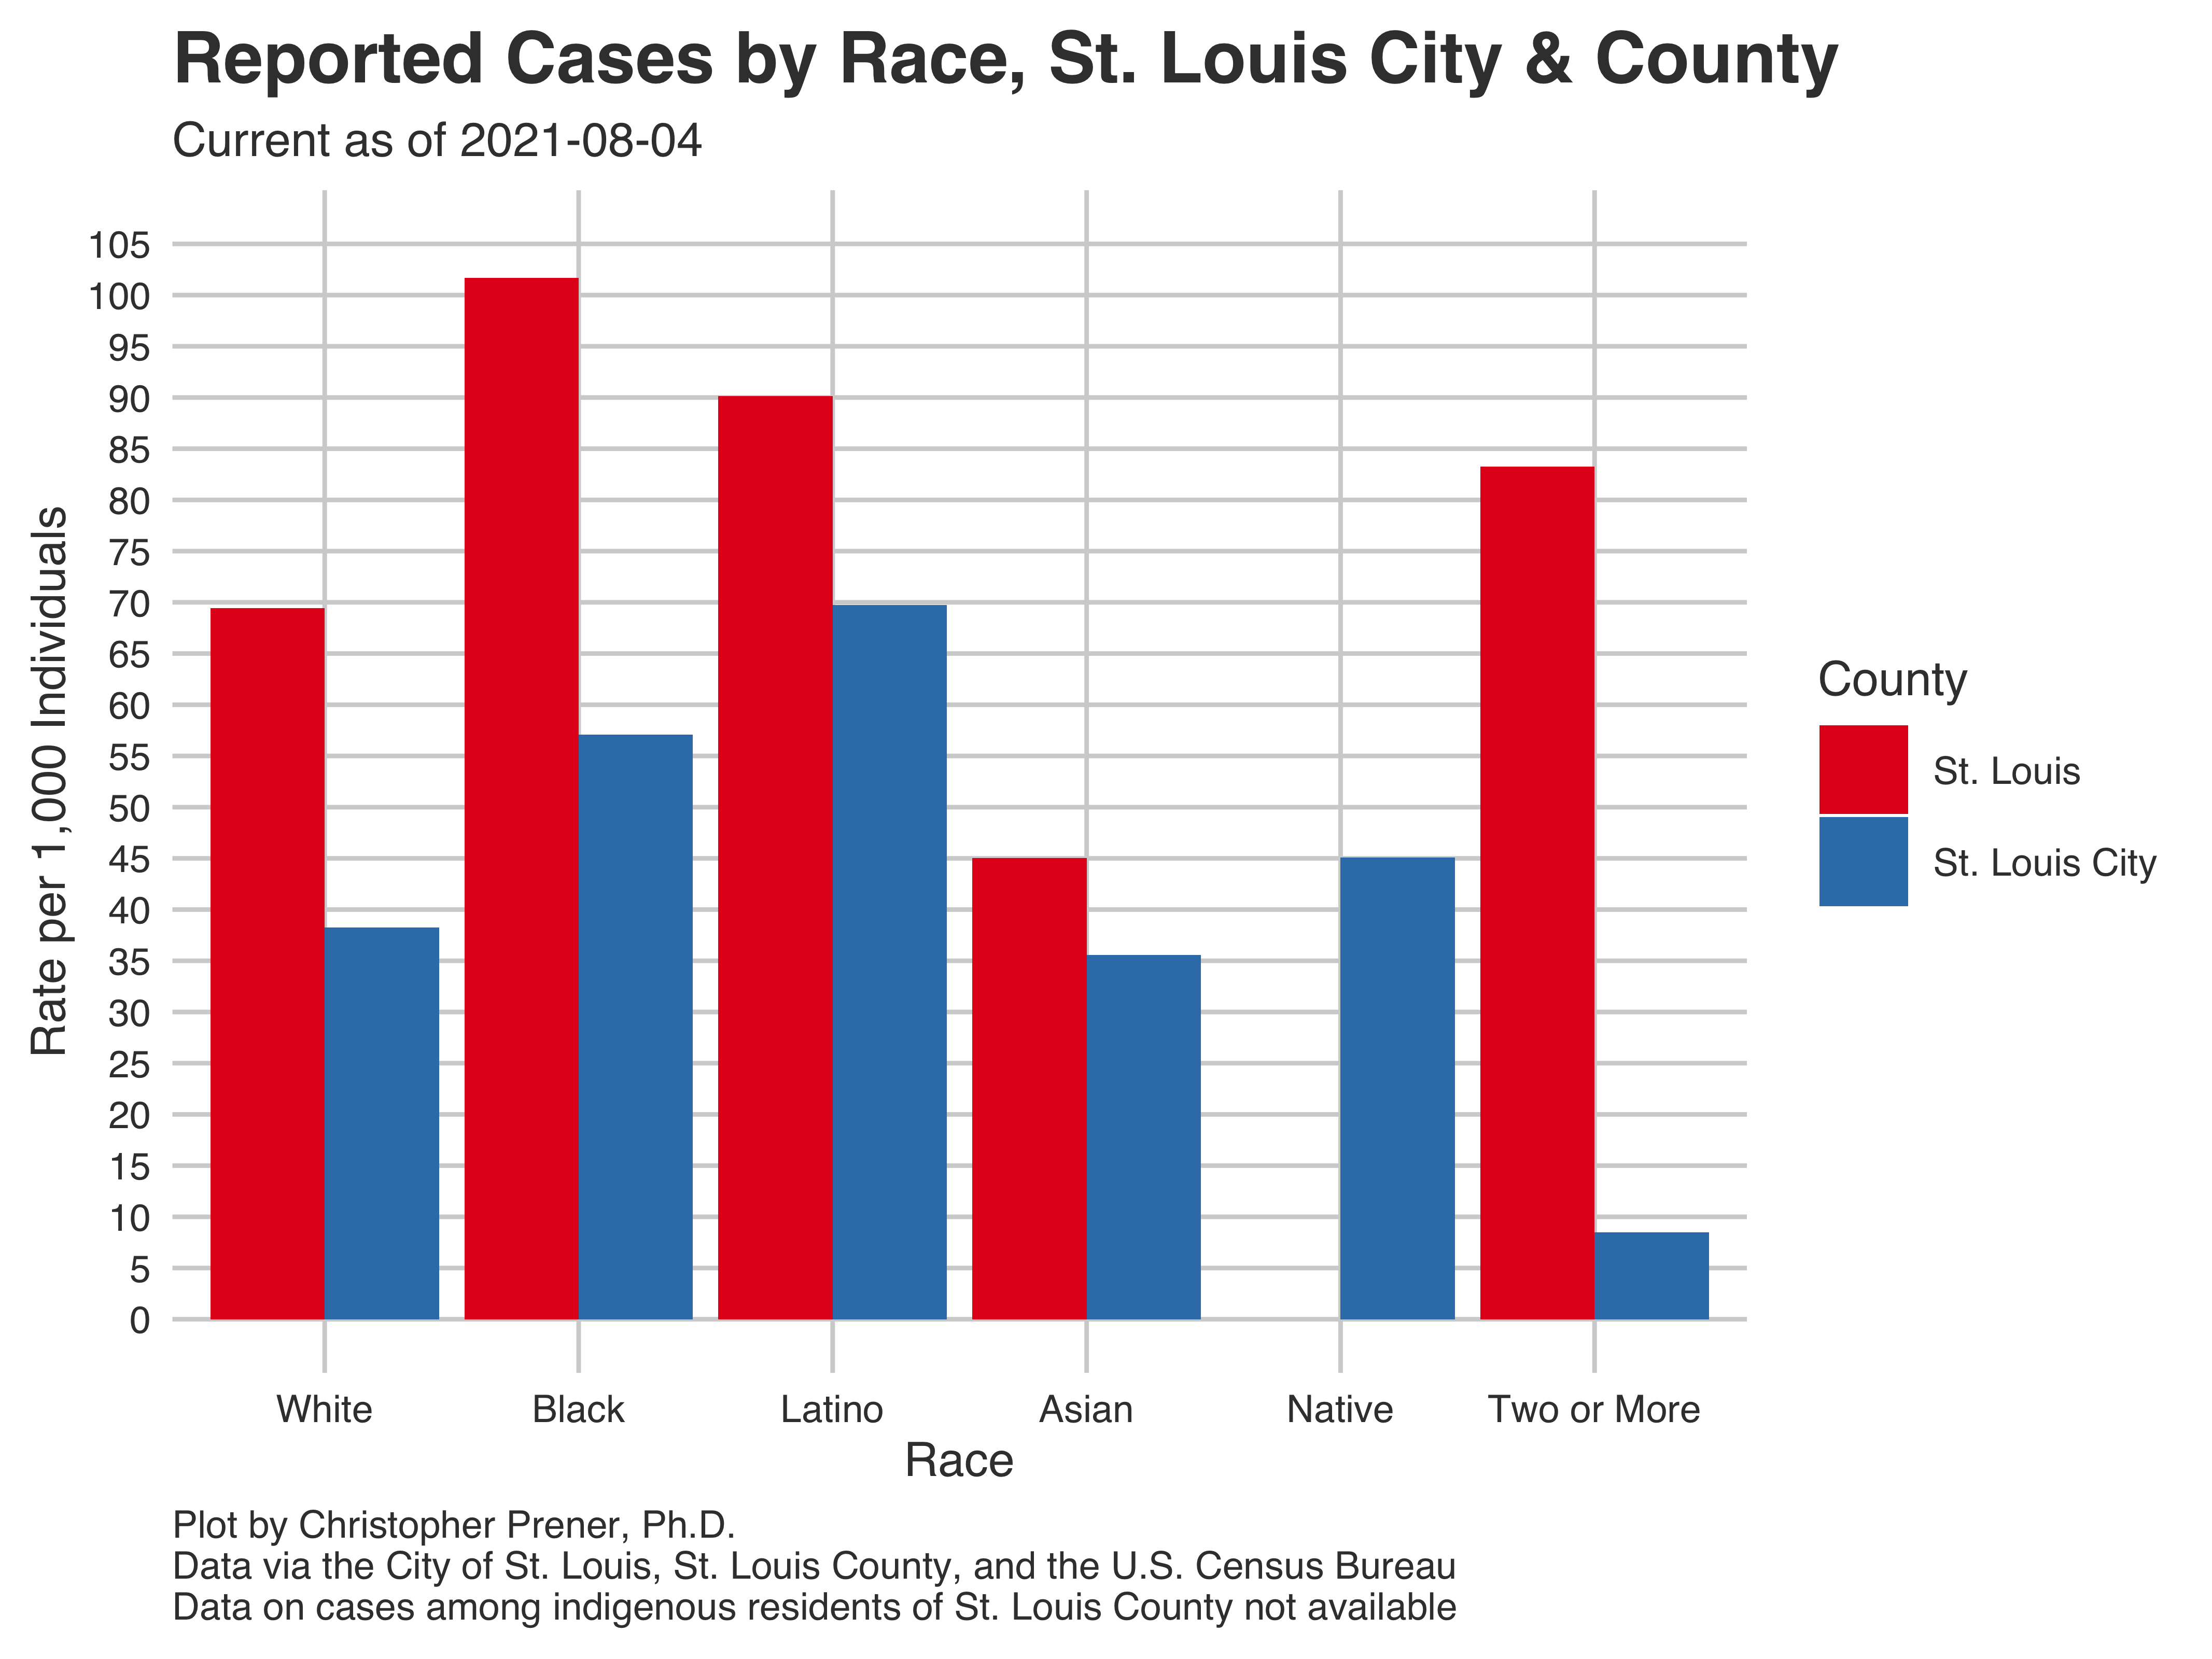 Reported Cases by Race, St. Louis City & County
Current as of 2021-08-04
Rate per 1,000 Individuals
105
100
95
90
85
80
75
70
65
60
55
50
45
40
35
30
25
20
15
10
5
0
White Black Latino Asian Native Two or More
Race
County
St. Louis
St. Louis City
Plot by Christopher Prener, Ph.D.
Data via the City of St. Louis, St. Louis County, and the U.S. Census Bureau
Data on cases among indigenous residents of St. Louis County not available